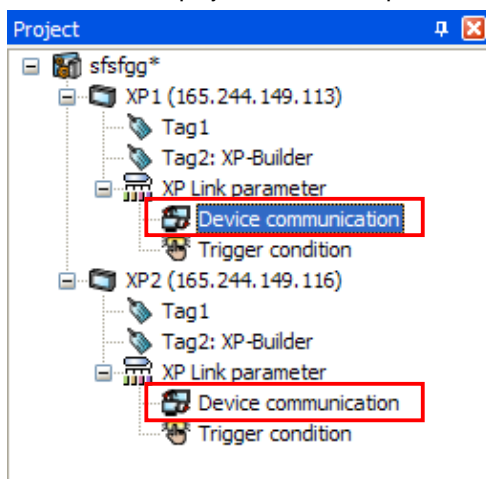 Project
sfsfgg*
XP1 (165.244.149.113)
Tag1
Tag2: XP-Builder
XP Link parameter
Device communication
Trigger condition
XP2 (165.244.149.116)
Tag1
Tag2: XP-Builder
XP Link parameter
Device communication
Trigger condition